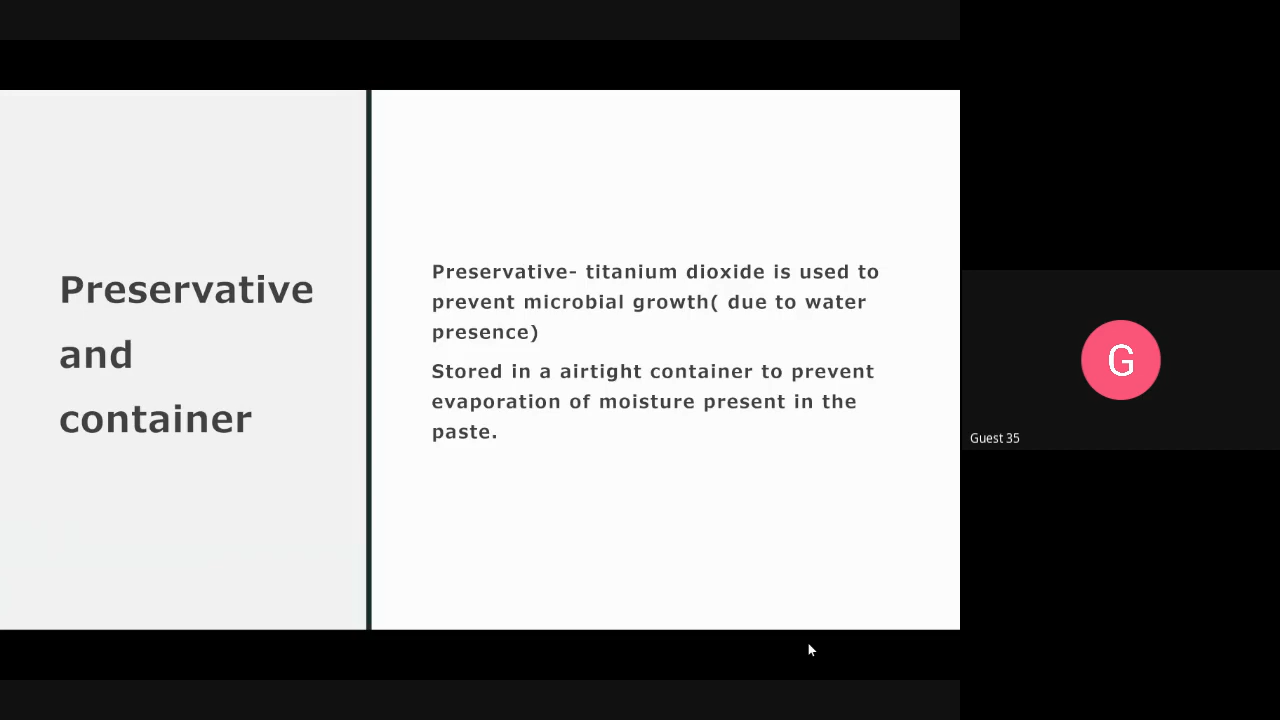 Preservative
and
container
Preservative- titanium dioxide is used to
prevent microbial growth( due to water
presence)
Stored in a airtight container to prevent
evaporation of moisture present in the
paste.
G
Guest 35